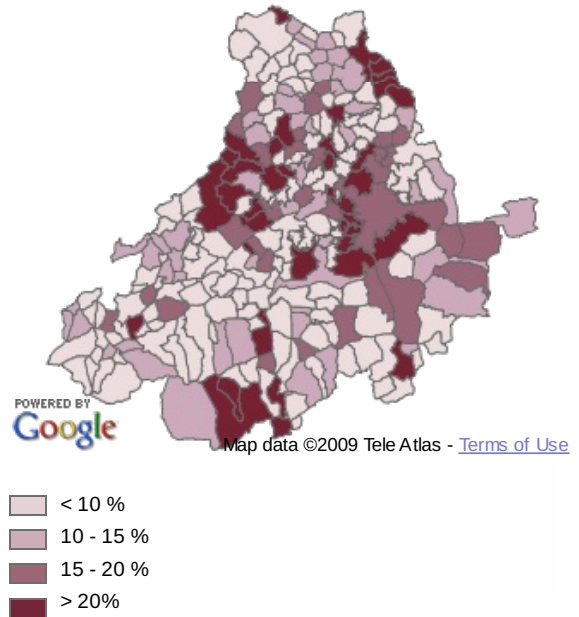 POWERED BY
Google
Map data ©2009 Tele Atlas - Terms of Use
< 10 %
10 - 15 %
15 - 20 %
> 20%